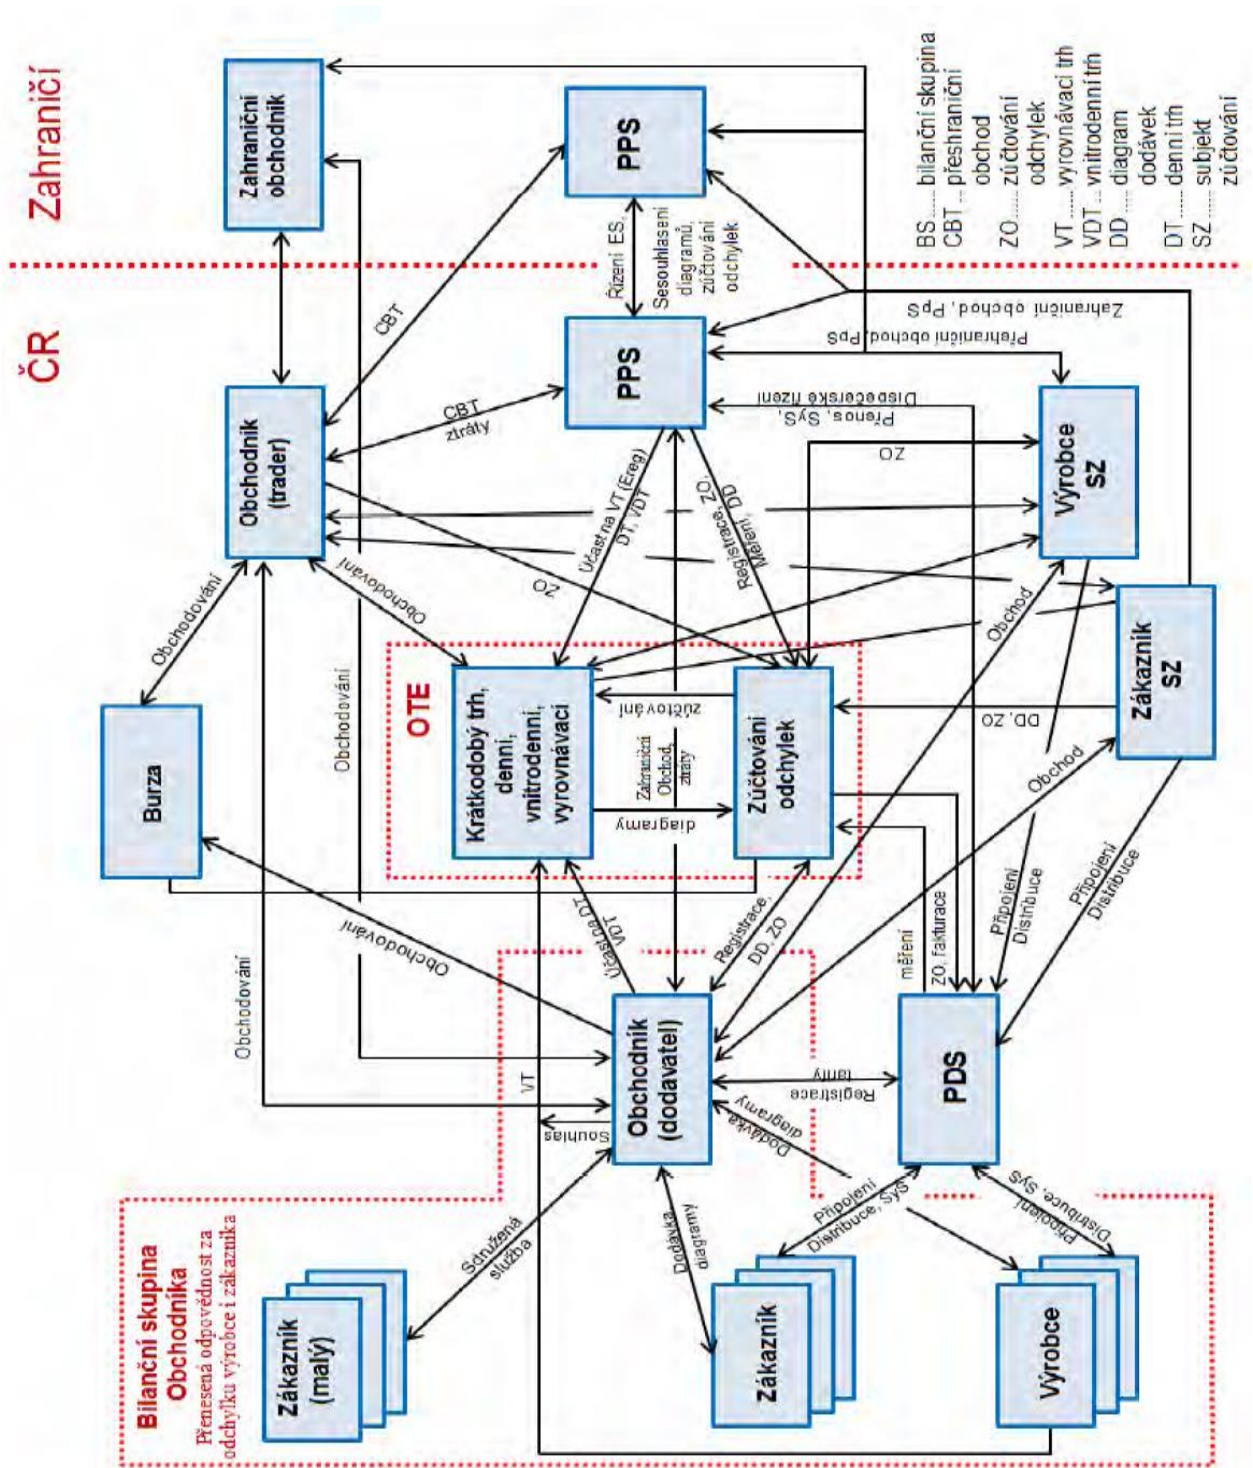 Zahraničí
ČR
Zahraniční
obchodník
PPS
BS...... bilanční skupina
CBT .. přeshraniční
obchod
ZO....... zúčtování
odchylek
VT ...... vyrovnávací trh
VDT .. vnitrodenní trh
DD .... diagram
dodávek
DT ...... denní trh
SZ ..... subjekt
zúčtování
Řízení ES,
Sesouhlasení
diagramů,
zúčtování
odchylek
CBT
CBT
ztráty
Obchodník
(trader)
PPS
Zahraniční obchod, PpS
Přehraniční obchod, PpS
Přenos, SyS,
Dispečerské řízení
ZO
Výrobce
SZ
Účast na VT (Ereg)
DT, VDT
Registrace, ZO,
Měření, DD
ZO
Obchodování
Obchodování
Obchodování
Burza
OTE
Krátkodobý trh,
denní,
vnitrodenní,
vyrovnávací
zúčtování
Zahraniční
Obchod,
ztráty
diagramy
Zúčtování
odchylek
Obchod
DD, ZO
Zákazník
SZ
Obchod
Připojení
Distribuce
Připojení
Distribuce
Obchodování
Obchodování
Účast na DT
VDT
Registrace,
DD, ZO
měření
ZO, fakturace
VT
Souhlas
Obchodník
(dodavatel)
Registrace
tarify
PDS
Dodávka
diagramy
Bilanční skupina
Obchodníka
Přenesená odpovědnost za
odchylku výrobce i zákazníka
Sdružená
služba
Dodávka
diagramy
Připojení
Distribuce, SyS
Připojení
Distribuce, SyS
Zákazník
(malý)
Zákazník
Výrobce